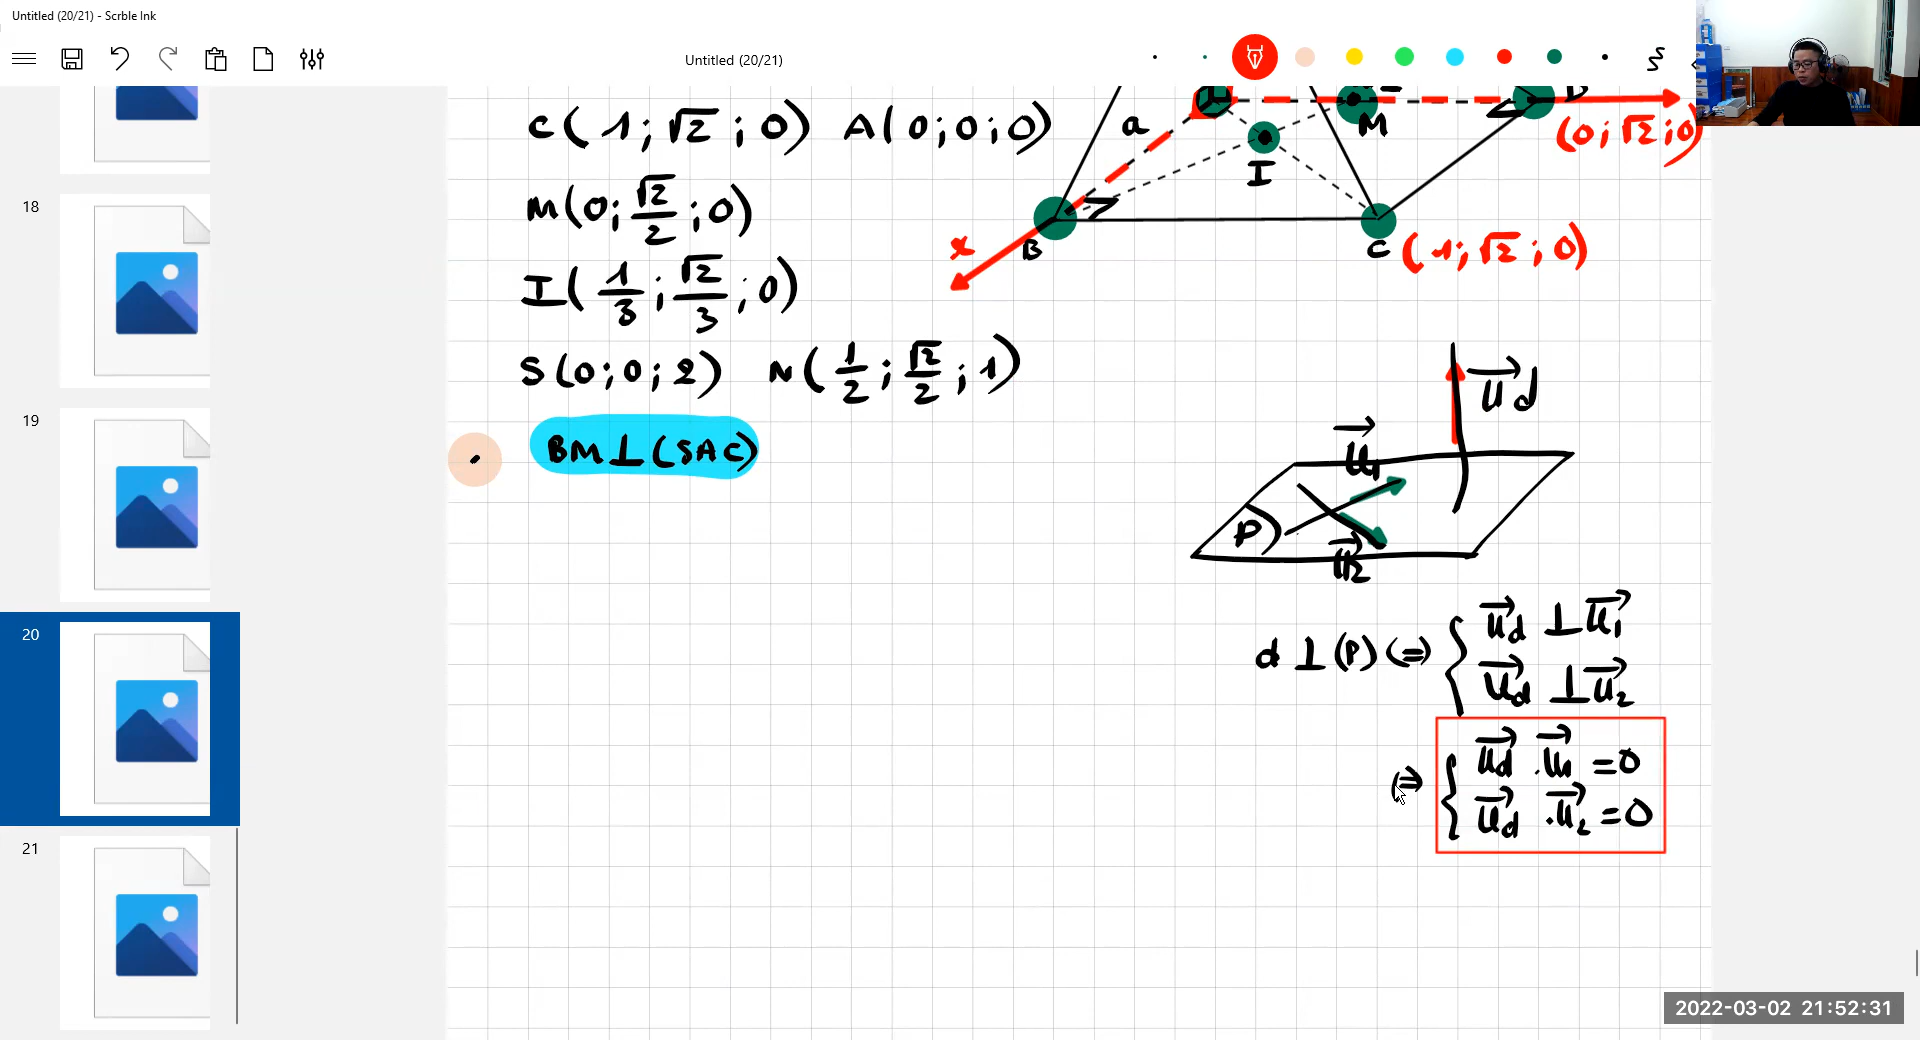 Untitled (20/21) - Scrble Ink
Untitled (20/21)
18
19
20
21
C(1;√2;0) A(0;0;0)
M(0;√2/2;0)
I(1/3;√2/3;0)
S(0;0;2) N(1/2;√2/2;1)
BM⊥(SAC)
a
M
I
(0;√2;0)
x
B
C (1;√2;0)
u⃗d
u⃗1
P)
u⃗2
d⊥(P) (=) { u⃗d ⊥ u⃗1
u⃗d ⊥ u⃗2
(=) { u⃗d . u⃗1 = 0
u⃗d . u⃗2 = 0
2022-03-02 21:52:31